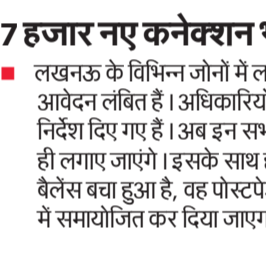 7 हजार नए कनेक्शन
लखनऊ के विभिन्न जोनों में
आवेदन लंबित हैं। अधिकारियो
निर्देश दिए गए हैं। अब इन सभ
ही लगाए जाएंगे। इसके साथ
बैलेंस बचा हुआ है, वह पोस्टपे
में समायोजित कर दिया जाएग